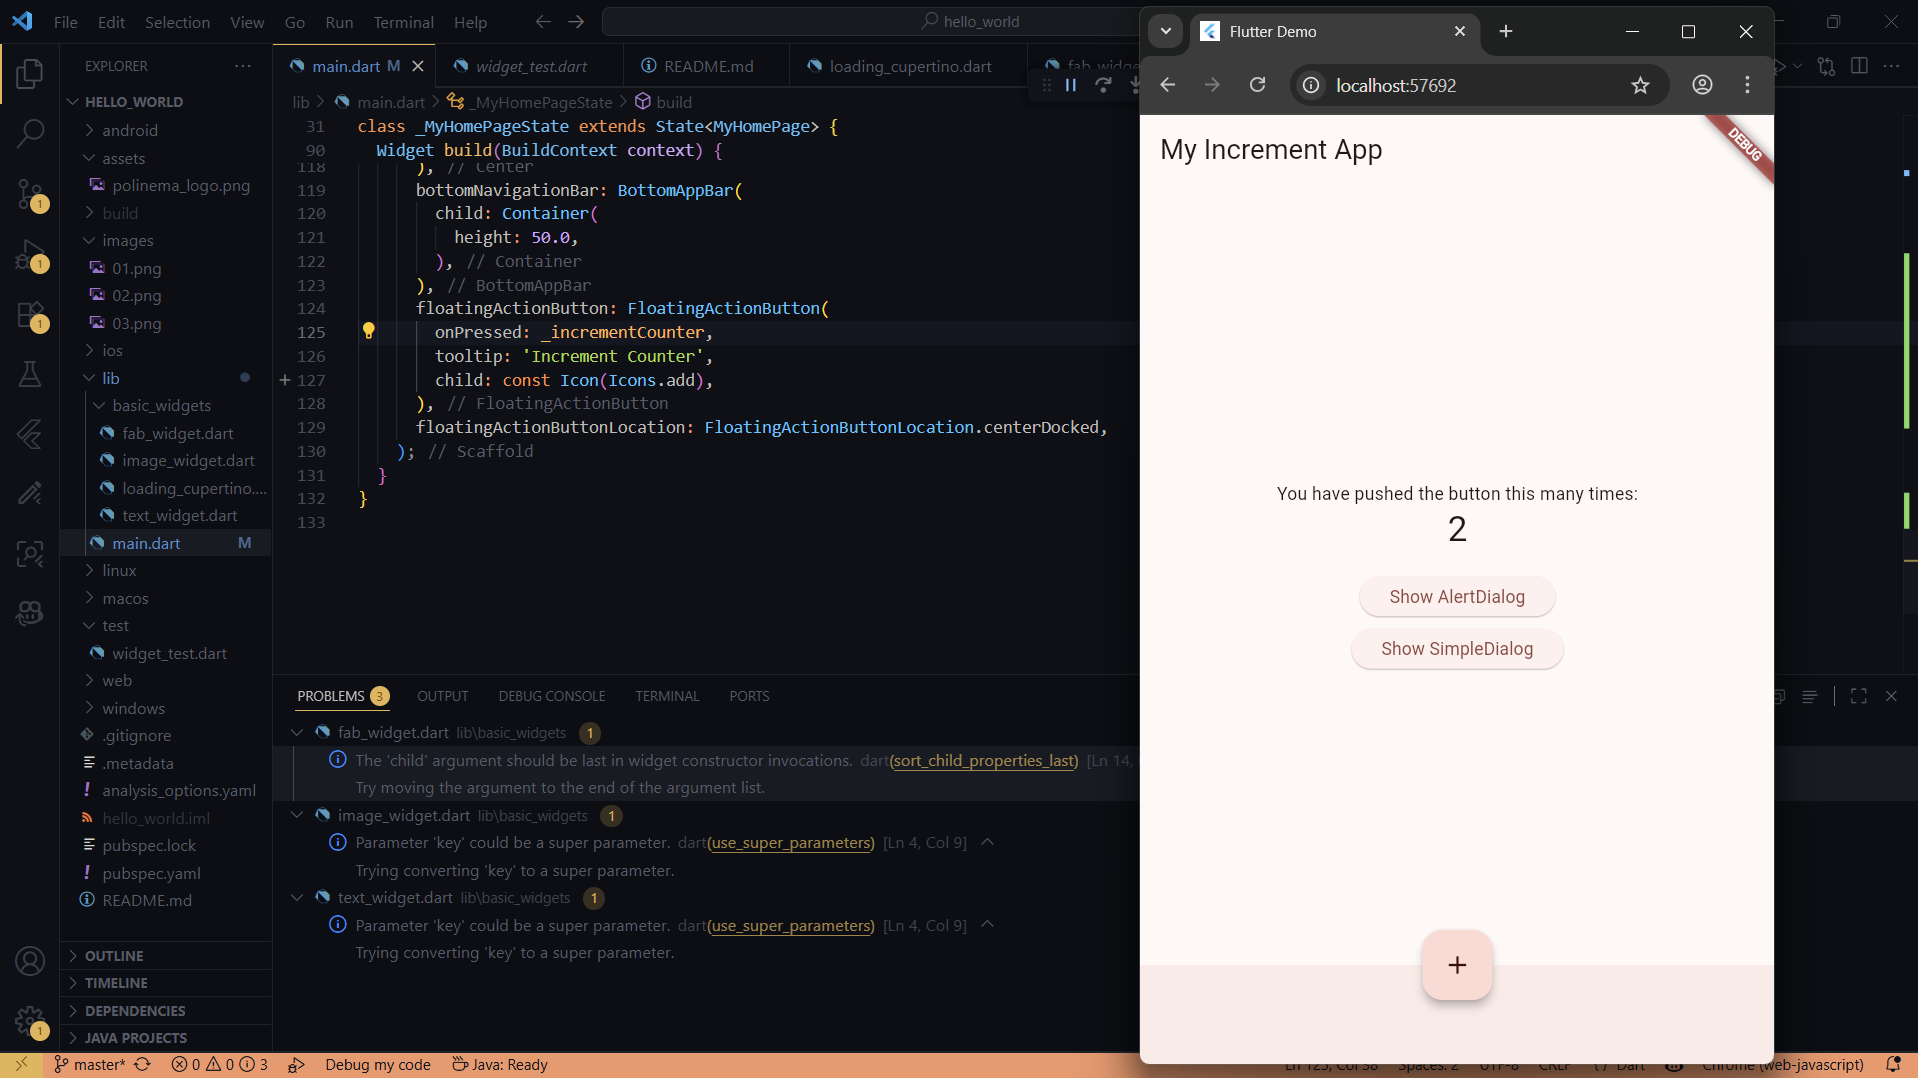 File Edit Selection View Go Run Terminal Help
hello_world
EXPLORER
HELLO_WORLD
android
assets
polinema_logo.png
build
images
01.png
02.png
03.png
ios
lib
basic_widgets
fab_widget.dart
image_widget.dart
loading_cupertino....
text_widget.dart
main.dart M
linux
macos
test
widget_test.dart
web
windows
.gitignore
.metadata
analysis_options.yaml
hello_world.iml
pubspec.lock
pubspec.yaml
README.md
OUTLINE
TIMELINE
DEPENDENCIES
JAVA PROJECTS
1
1
1
1
main.dart M widget_test.dart README.md loading_cupertino.dart
lib > main.dart > _MyHomePageState > build
31 class _MyHomePageState extends State<MyHomePage> {
90 Widget build(BuildContext context) {
118 ), // Center
119 bottomNavigationBar: BottomAppBar(
120 child: Container(
121 height: 50.0,
122 ), // Container
123 ), // BottomAppBar
124 floatingActionButton: FloatingActionButton(
125 onPressed: _incrementCounter,
126 tooltip: 'Increment Counter',
127 child: const Icon(Icons.add),
128 ), // FloatingActionButton
129 floatingActionButtonLocation: FloatingActionButtonLocation.centerDocked,
130 ); // Scaffold
131 }
132 }
133
PROBLEMS 3 OUTPUT DEBUG CONSOLE TERMINAL PORTS
fab_widget.dart lib\basic_widgets 1
The 'child' argument should be last in widget constructor invocations. dart(sort_child_properties_last) [Ln 14,
Try moving the argument to the end of the argument list.
image_widget.dart lib\basic_widgets 1
Parameter 'key' could be a super parameter. dart(use_super_parameters) [Ln 4, Col 9]
Trying converting 'key' to a super parameter.
text_widget.dart lib\basic_widgets 1
Parameter 'key' could be a super parameter. dart(use_super_parameters) [Ln 4, Col 9]
Trying converting 'key' to a super parameter.
master* 0 0 3 Debug my code Java: Ready
Chrome (web-javascript)
Flutter Demo
localhost:57692
DEBUG
My Increment App
You have pushed the button this many times:
2
Show AlertDialog
Show SimpleDialog
+